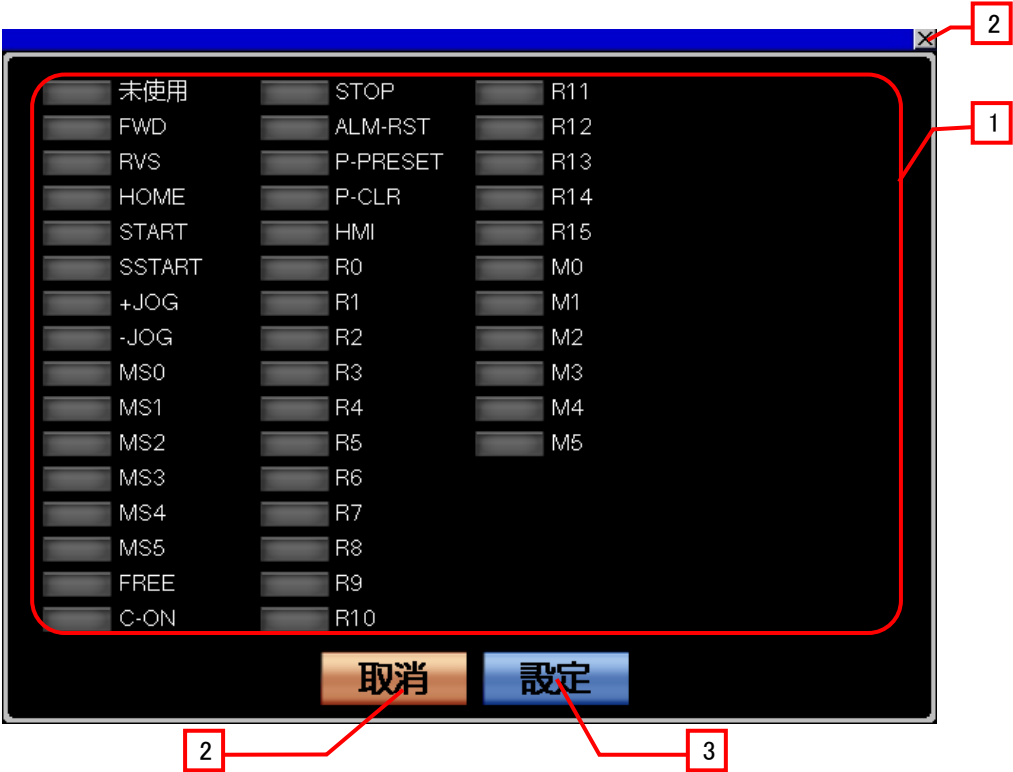 2
未使用 STOP R11
FWD ALM-RST R12
1
RVS P-PRESET R13
HOME P-CLR R14
START HMI R15
SSTART R0 M0
+JOG R1 M1
-JOG R2 M2
MS0 R3 M3
MS1 R4 M4
MS2 R5 M5
MS3 R6
MS4 R7
MS5 R8
FREE R9
C-ON R10
取消 設定
2 3